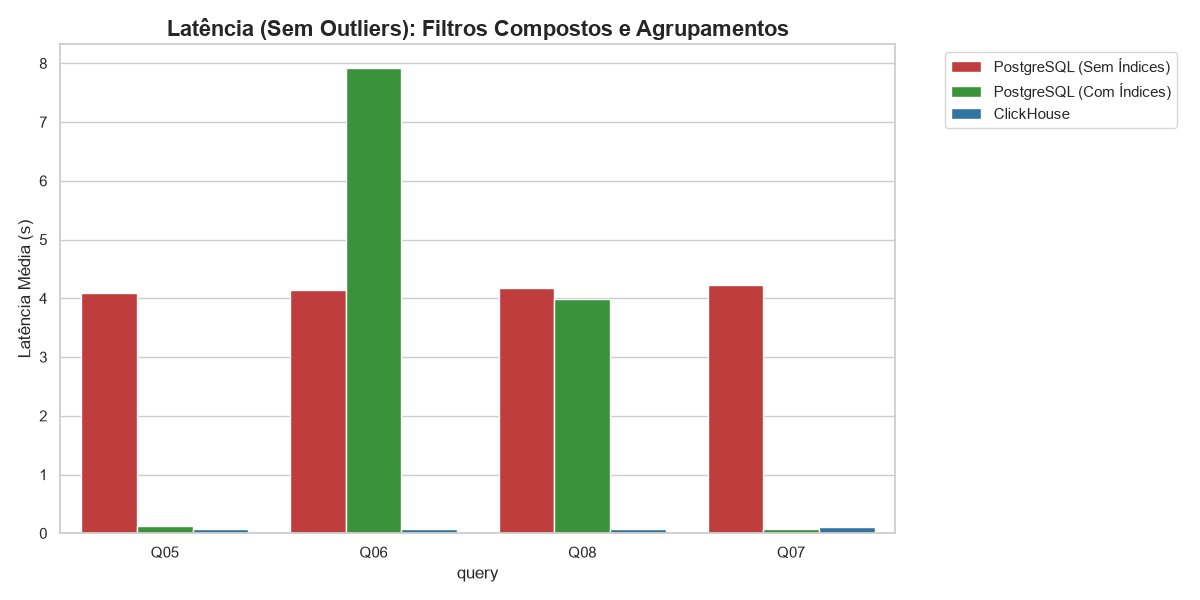 Latência (Sem Outliers): Filtros Compostos e Agrupamentos
PostgreSQL (Sem Índices)
PostgreSQL (Com Índices)
ClickHouse
Latência Média (s)
8
7
6
5
4
3
2
1
0
Q05 Q06 Q08 Q07
query